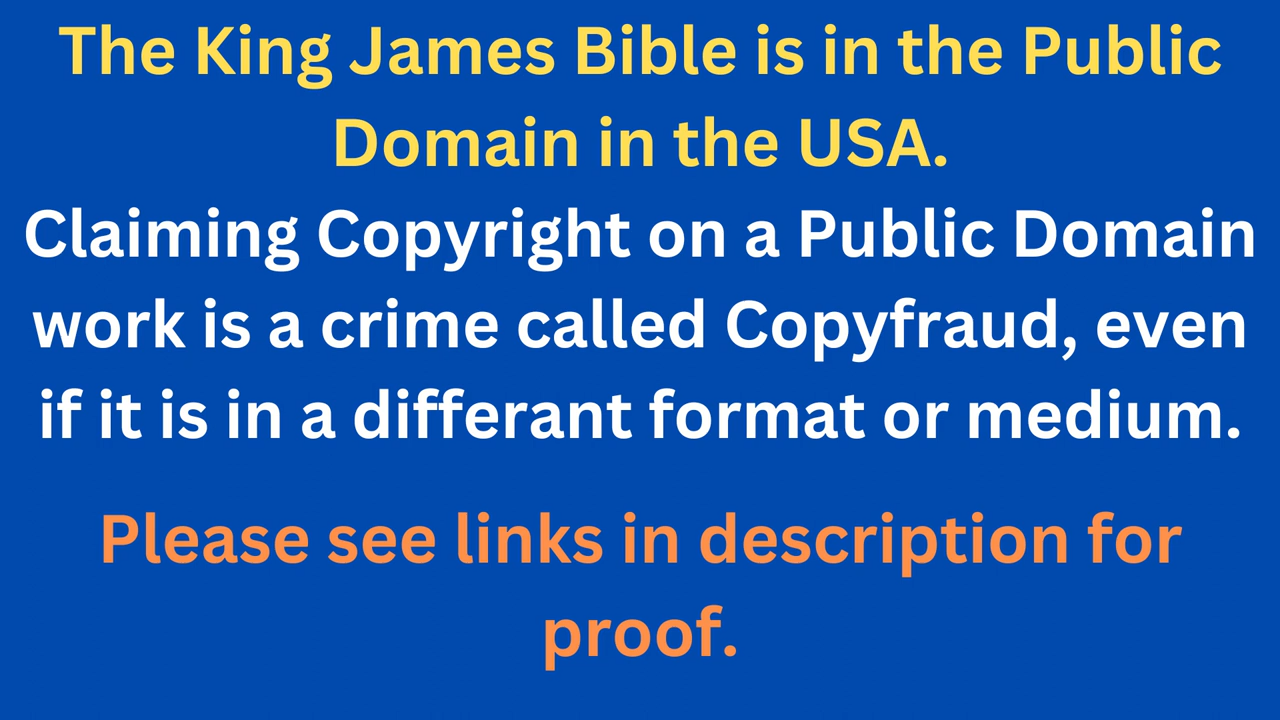 The King James Bible is in the Public
Domain in the USA.
Claiming Copyright on a Public Domain
work is a crime called Copyfraud, even
if it is in a differant format or medium.
Please see links in description for
proof.